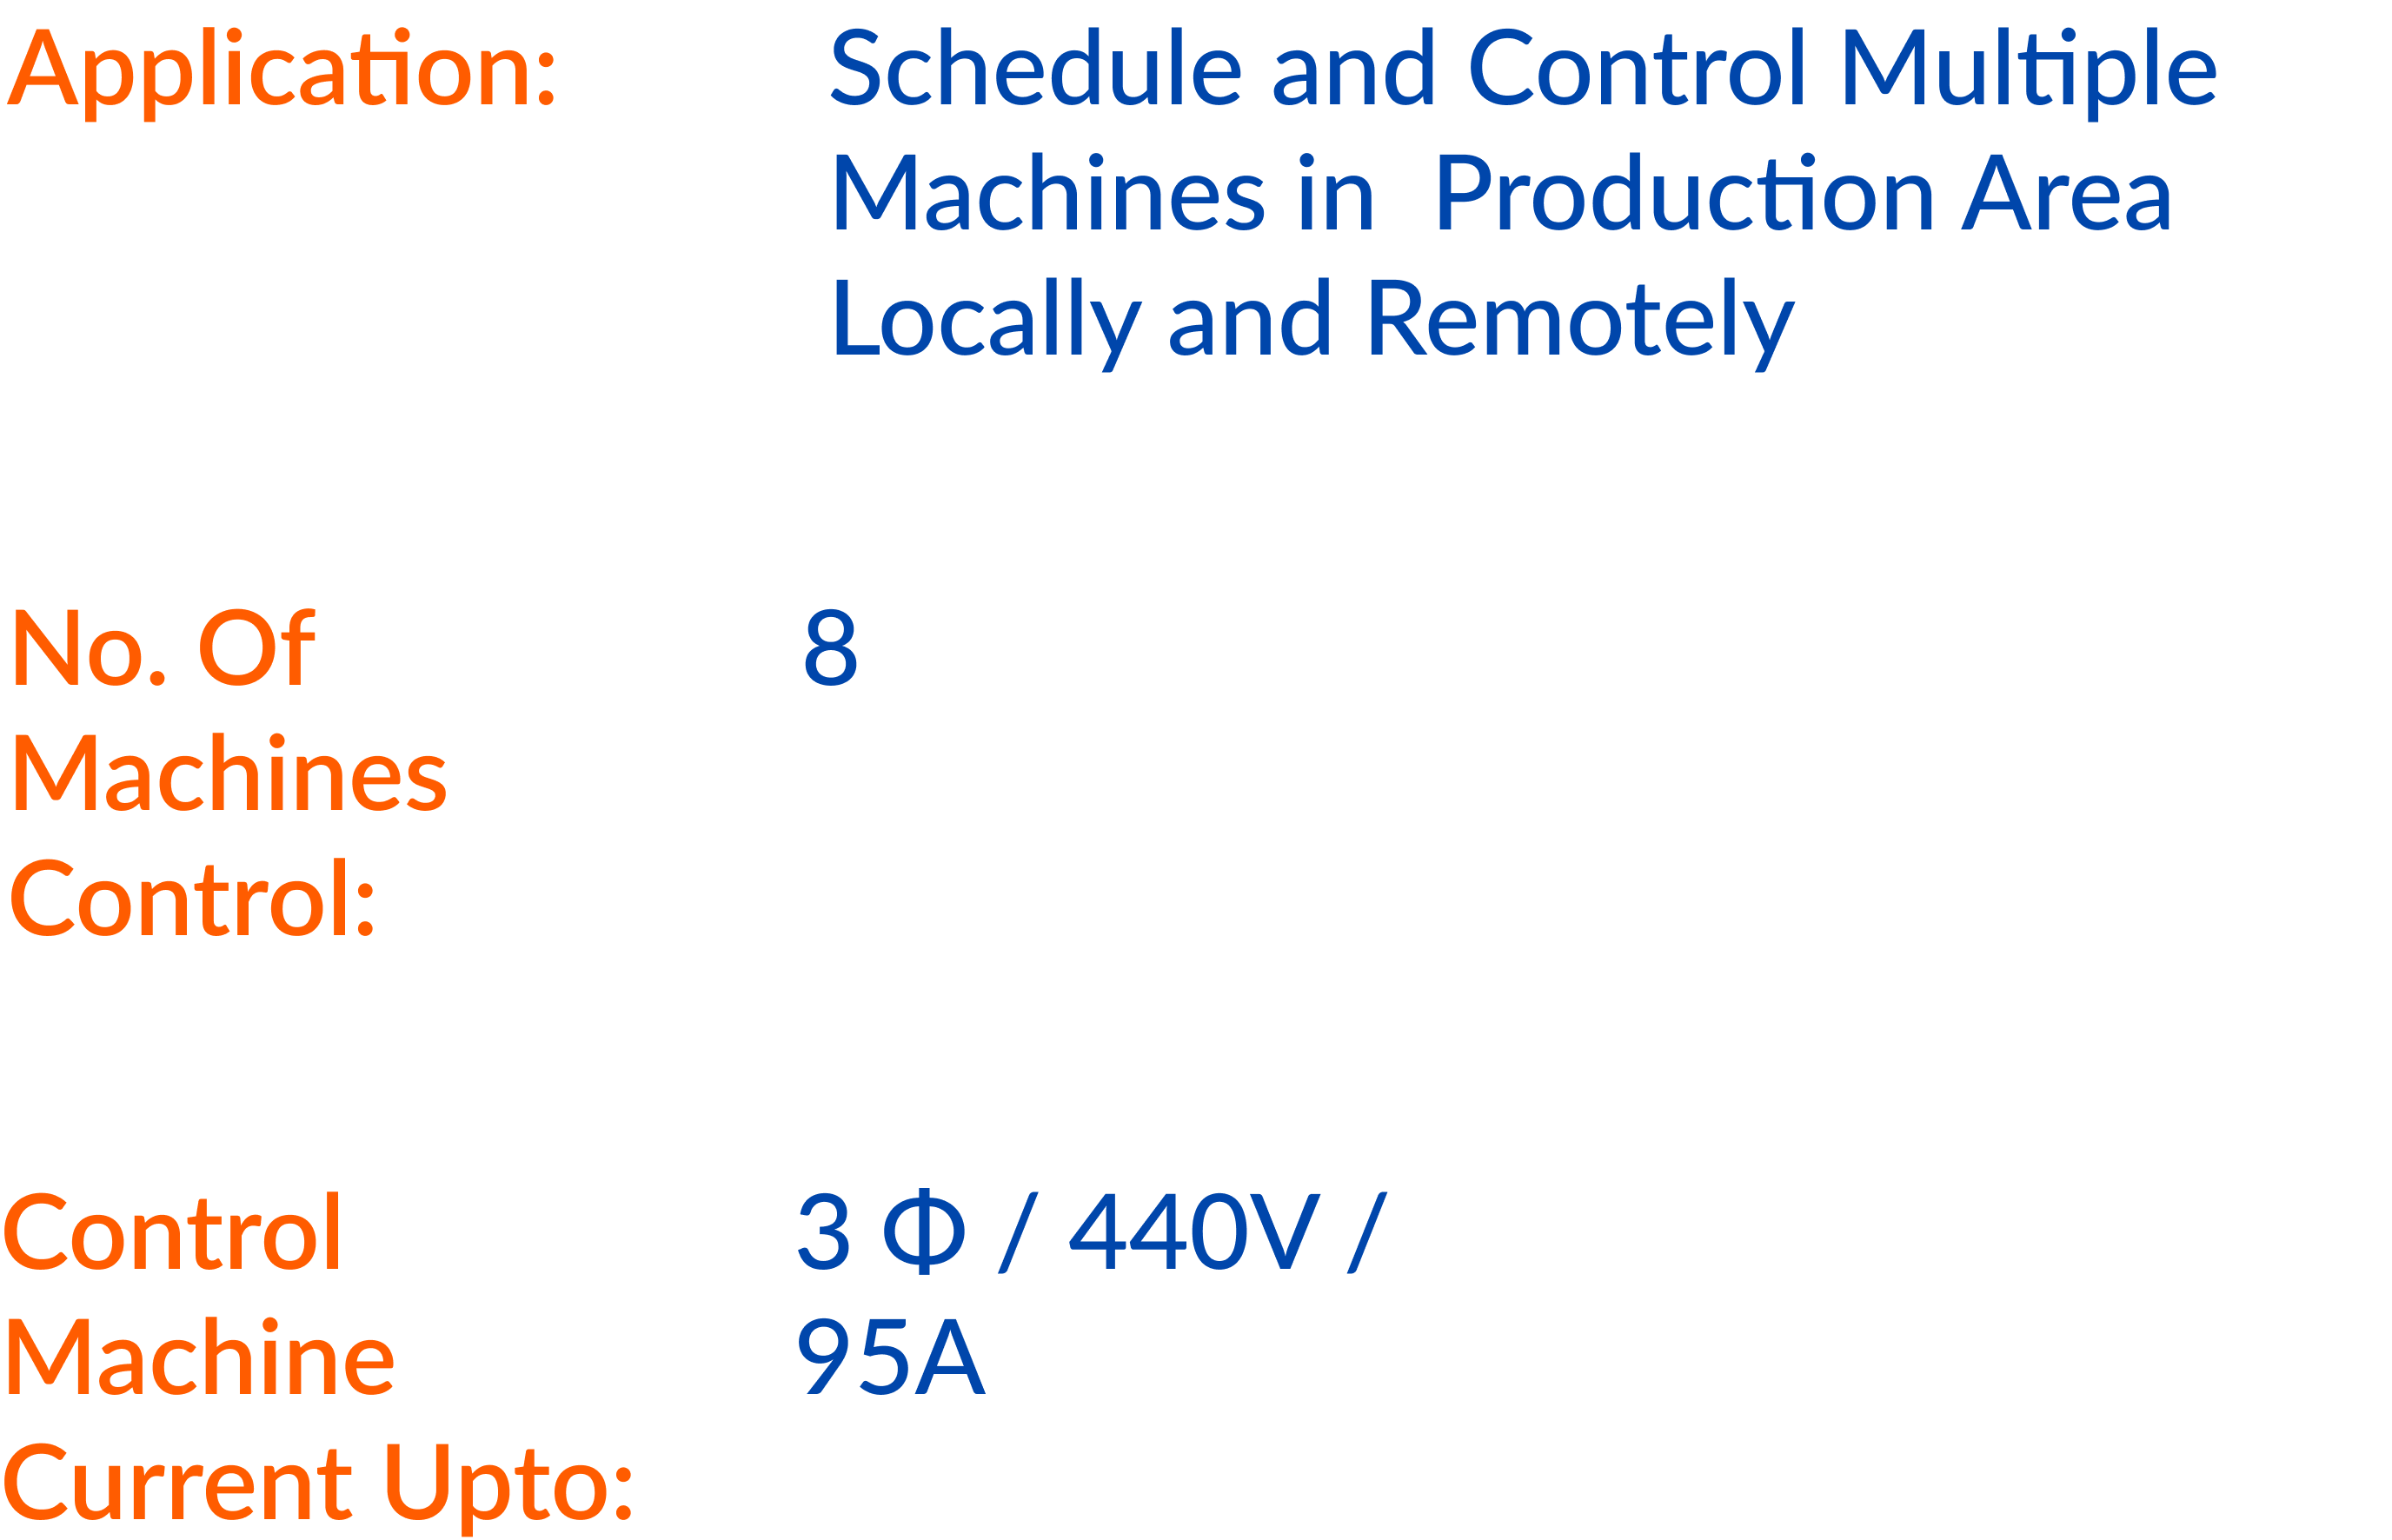 Application:
Schedule and Control Multiple
Machines in Production Area
Locally and Remotely
No. Of
Machines
Control:
8
Control
Machine
Current Upto:
3 Φ / 440V /
95A